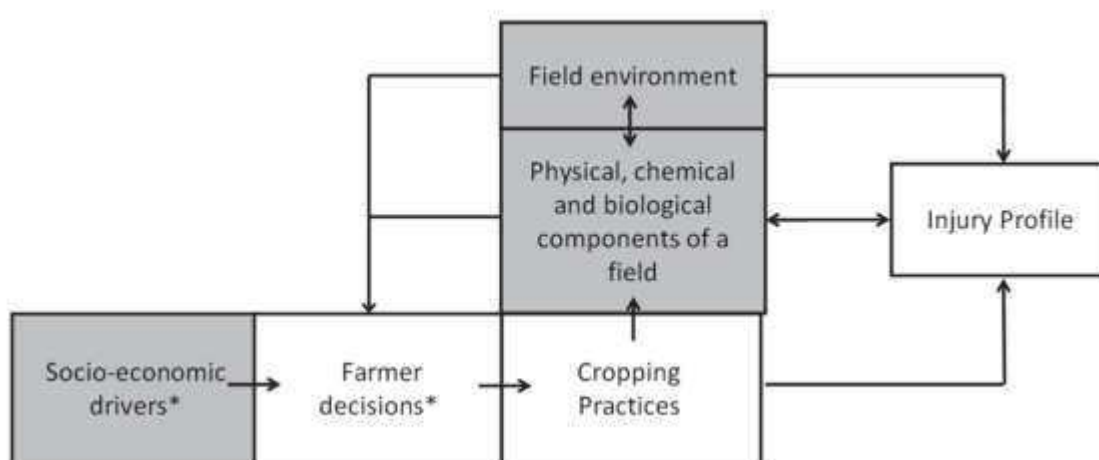 Field environment
Physical, chemical
and biological
components of a
field
Injury Profile
Socio-economic
drivers*
Farmer
decisions*
Cropping
Practices